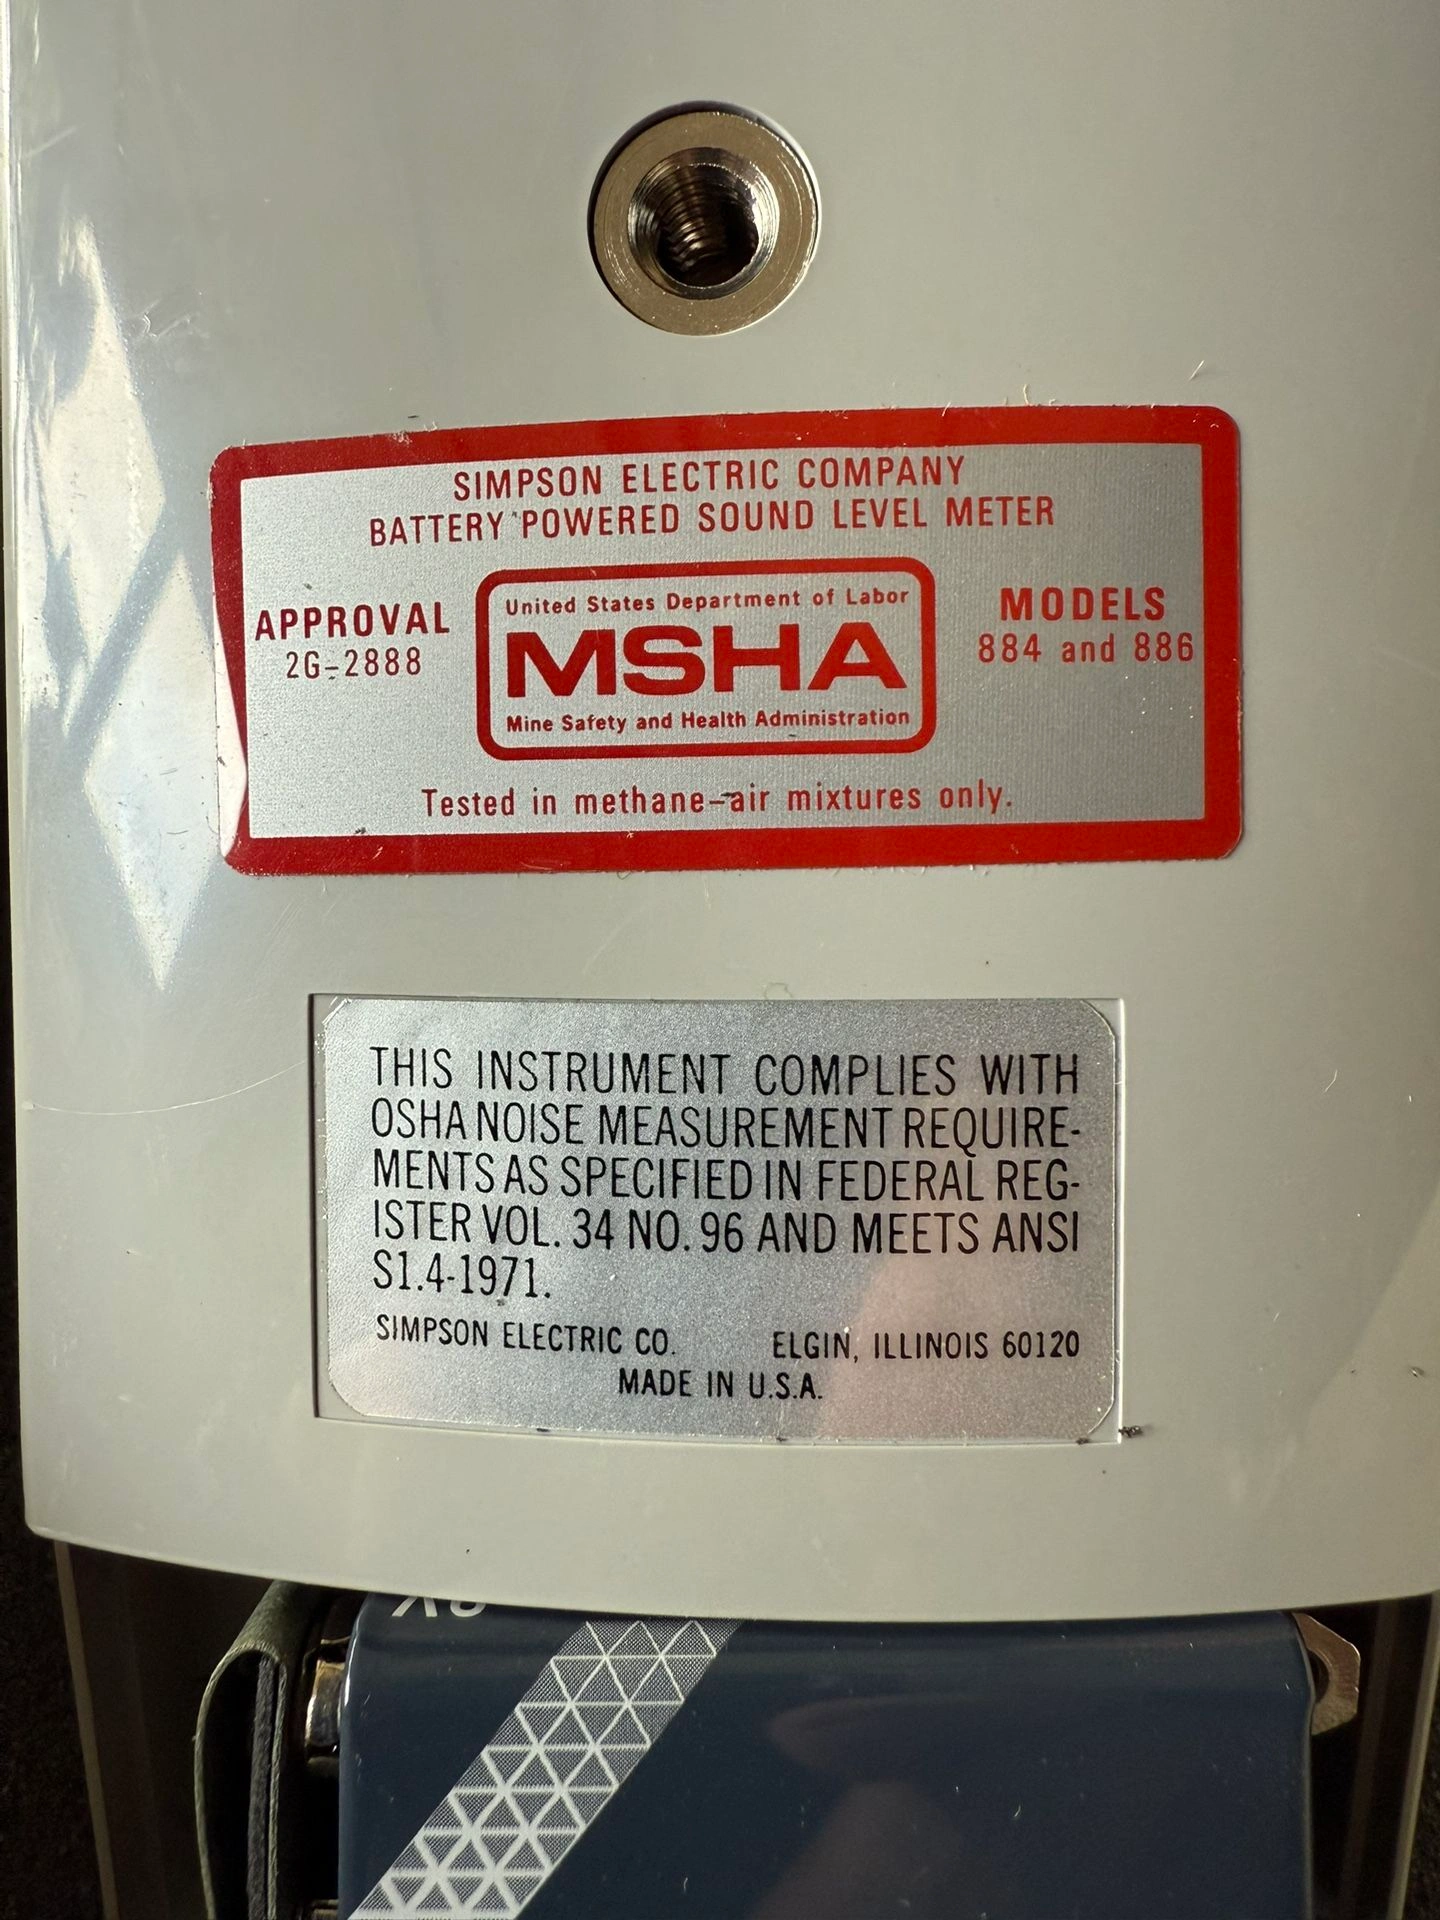 SIMPSON ELECTRIC COMPANY
BATTERY POWERED SOUND LEVEL METER
APPROVAL
2G-2888
United States Department of Labor
MSHA
Mine Safety and Health Administration
MODELS
884 and 886
Tested in methane-air mixtures only.
THIS INSTRUMENT COMPLIES WITH
OSHA NOISE MEASUREMENT REQUIRE-
MENTS AS SPECIFIED IN FEDERAL REG-
ISTER VOL. 34 NO. 96 AND MEETS ANSI
S1.4-1971.
SIMPSON ELECTRIC CO. ELGIN, ILLINOIS 60120
MADE IN U.S.A.